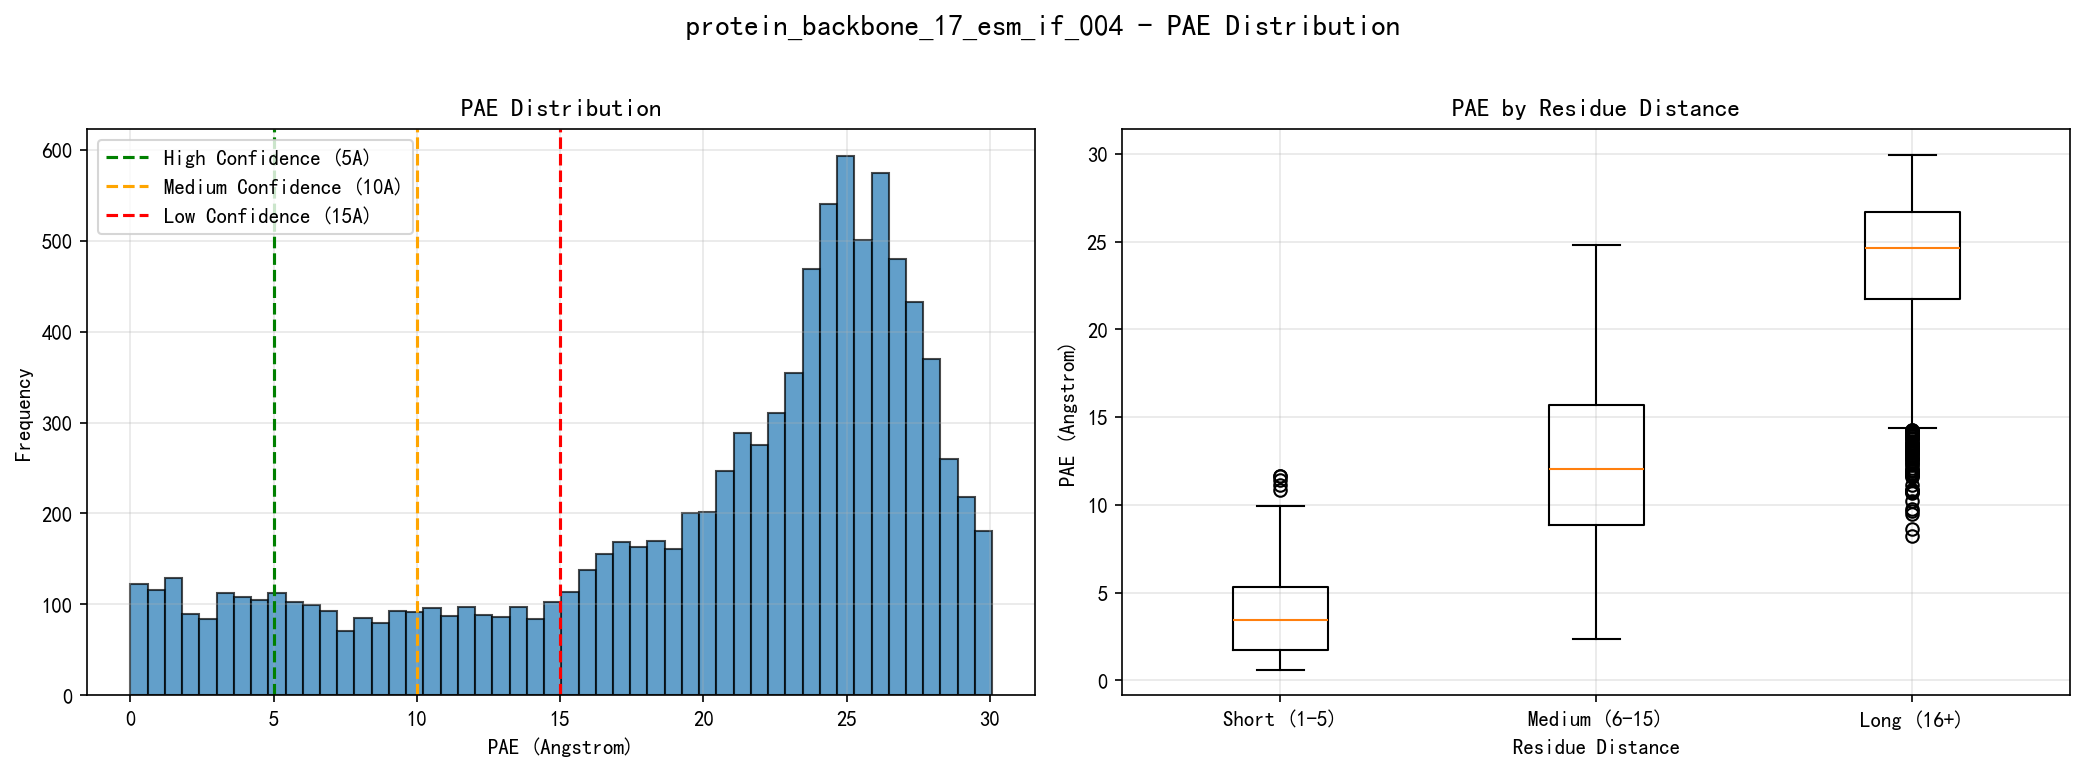 protein_backbone_17_esm_if_004 - PAE Distribution
PAE Distribution
High Confidence (5A)
Medium Confidence (10A)
Low Confidence (15A)
Frequency
600
500
400
300
200
100
0
0 5 10 15 20 25 30
PAE (Angstrom)
PAE by Residue Distance
PAE (Angstrom)
30
25
20
15
10
5
0
Short (1-5) Medium (6-15) Long (16+)
Residue Distance